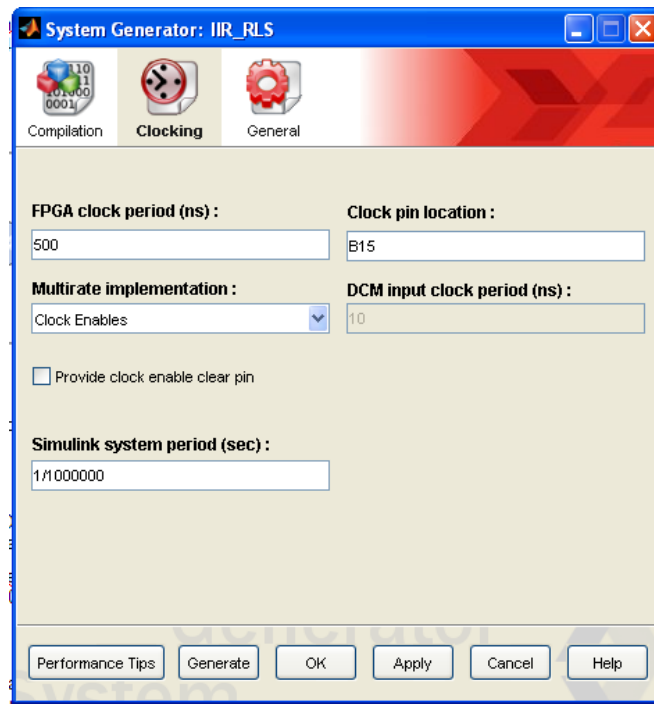 System Generator: IIR_RLS
Compilation
Clocking
General
FPGA clock period (ns) :
Clock pin location :
500
B15
Multirate implementation :
DCM input clock period (ns) :
Clock Enables
10
Provide clock enable clear pin
Simulink system period (sec) :
1/1000000
Generator
Performance Tips
Generate
OK
Apply
Cancel
Help
System